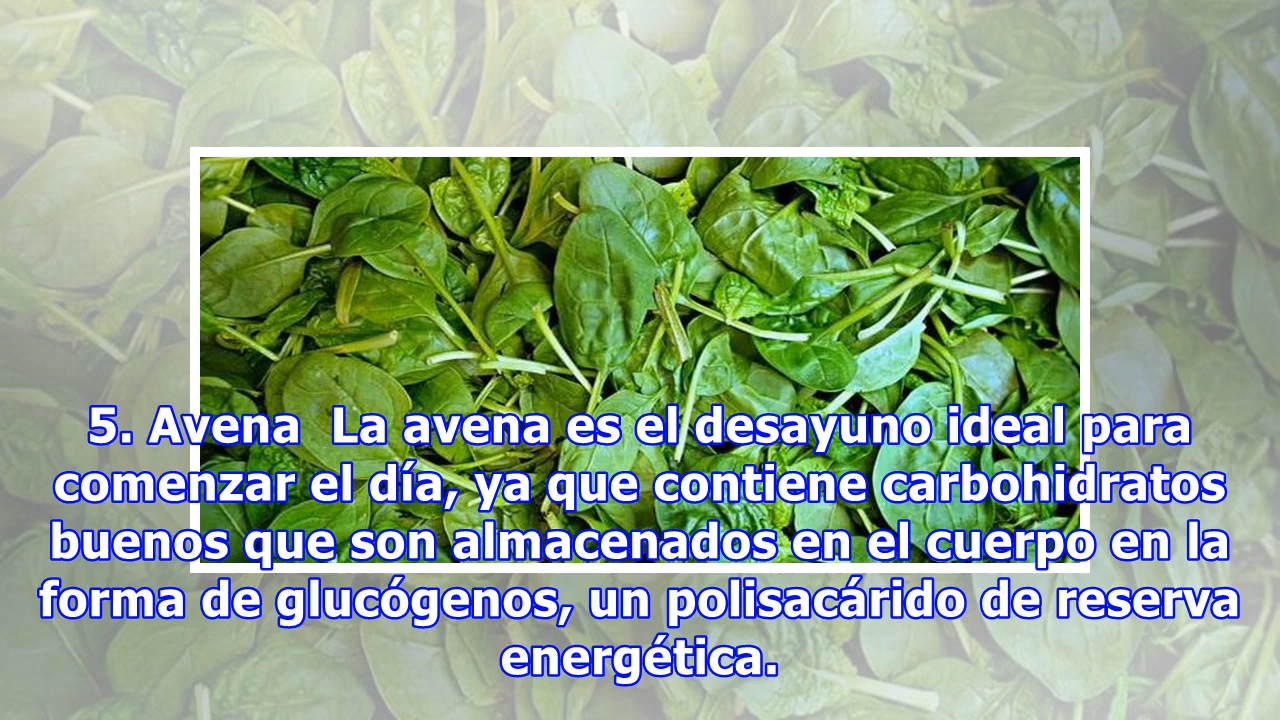 5. Avena  La avena es el desayuno ideal para
comenzar el día, ya que contiene carbohidratos
buenos que son almacenados en el cuerpo en la
forma de glucógenos, un polisacárido de reserva
energética.